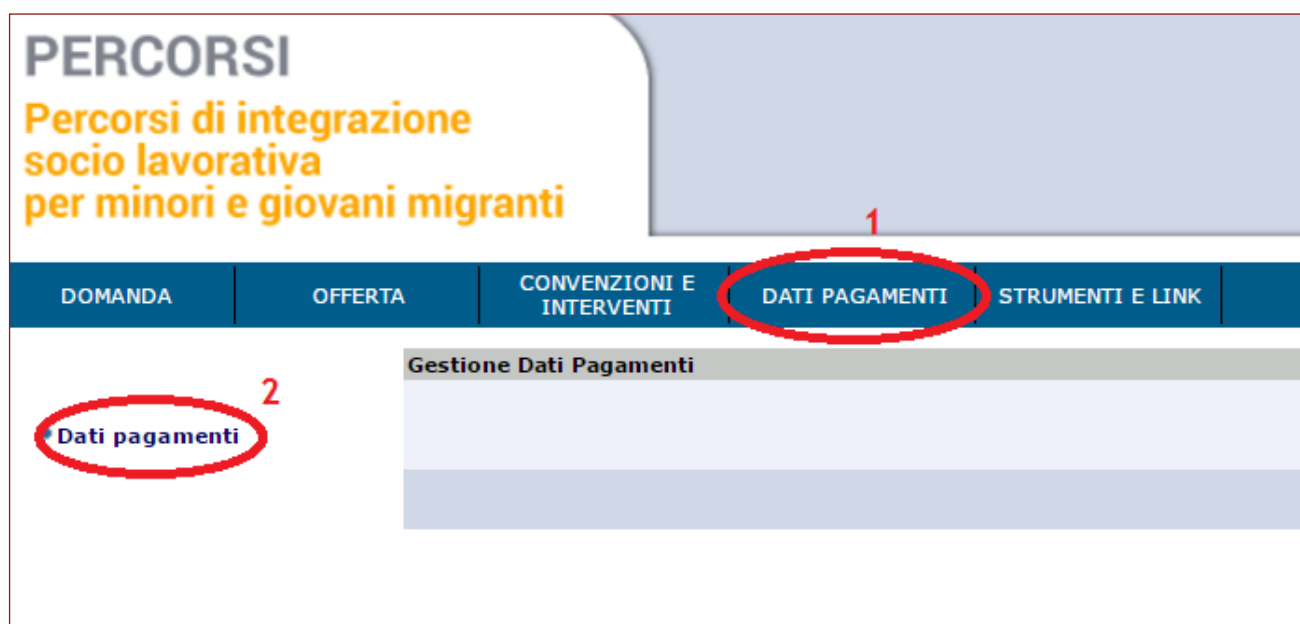 PERCORSI
Percorsi di integrazione
socio lavorativa
per minori e giovani migranti
1
DOMANDA
OFFERTA
CONVENZIONI E
INTERVENTI
DATI PAGAMENTI
STRUMENTI E LINK
Gestione Dati Pagamenti
2
Dati pagamenti